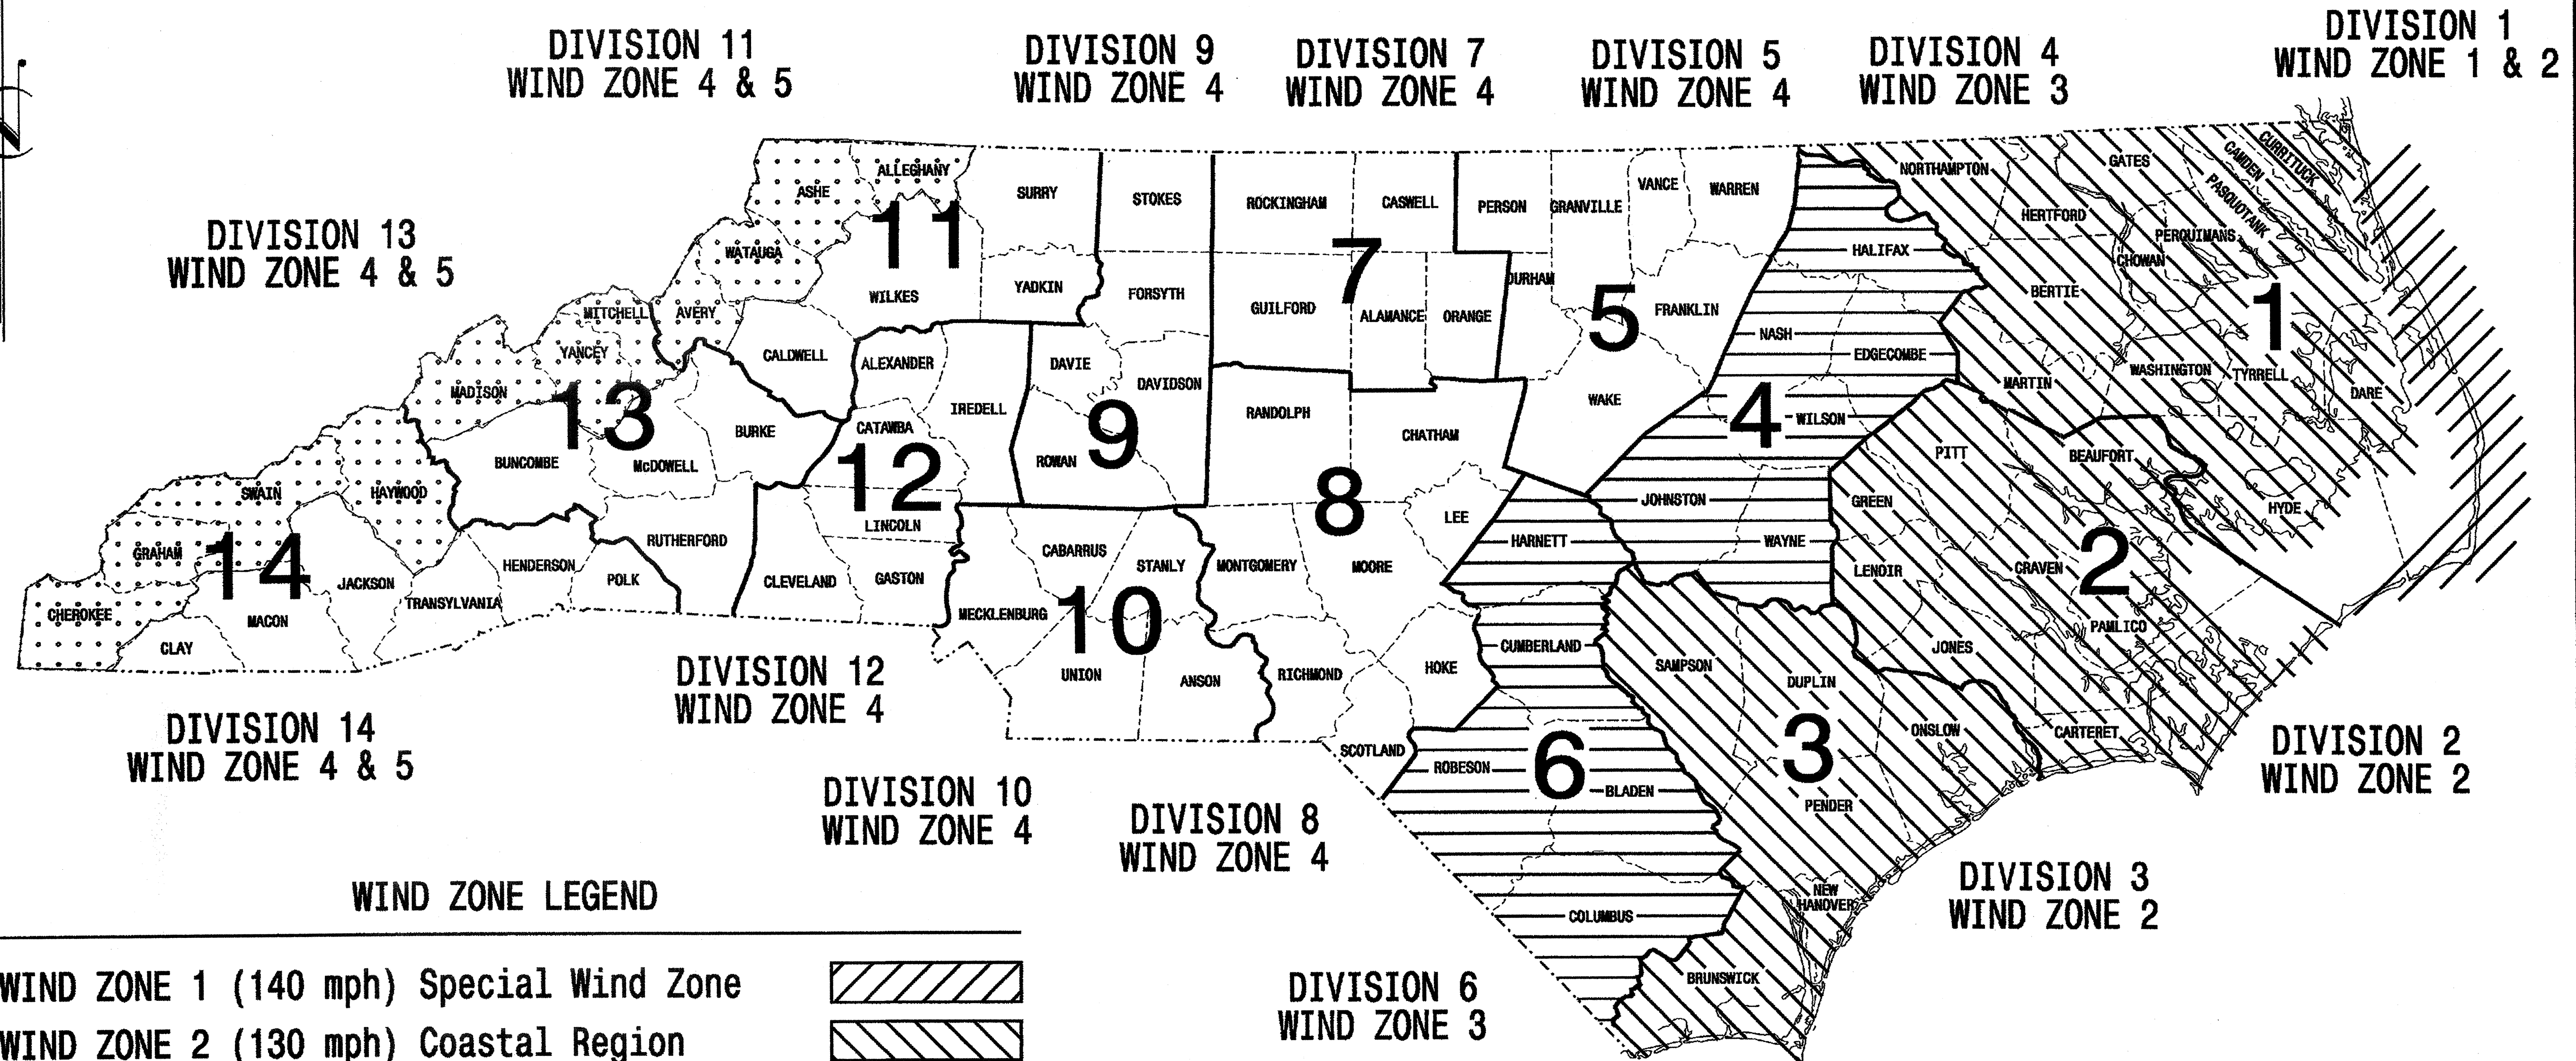 DIVISION 11
WIND ZONE 4 & 5
DIVISION 9
WIND ZONE 4
DIVISION 7
WIND ZONE 4
DIVISION 5
WIND ZONE 4
DIVISION 4
WIND ZONE 3
DIVISION 1
WIND ZONE 1 & 2
DIVISION 13
WIND ZONE 4 & 5
N
ASHE
ALLEGHANY
SURRY
STOKES
ROCKINGHAM
CASWELL
PERSON
GRANVILLE
VANCE
WARREN
NORTHAMPTON
GATES
CAMDEN
CURRITUCK
PASQUOTANK
HERTFORD
PERQUIMANS
CHOWAN
HALIFAX
WATAUGA
11
WILKES
YADKIN
FORSYTH
7
GUILFORD
ALAMANCE
ORANGE
DURHAM
5
FRANKLIN
NASH
EDGECOMBE
BERTIE
1
MITCHELL
AVERY
YANCEY
CALDWELL
ALEXANDER
DAVIE
DAVIDSON
MADISON
13
IREDELL
RANDOLPH
CHATHAM
WAKE
4
WILSON
MARTIN
WASHINGTON
TYRRELL
DARE
BURKE
CATAWBA
9
ROWAN
BUNCOMBE
McDOWELL
12
PITT
BEAUFORT
SWAIN
HAYWOOD
LINCOLN
8
LEE
JOHNSTON
GREEN
HYDE
GRAHAM
14
JACKSON
HENDERSON
RUTHERFORD
POLK
CLEVELAND
GASTON
CABARRUS
STANLY
MONTGOMERY
MOORE
HARNETT
WAYNE
LENOIR
CRAVEN
2
CHEROKEE
MACON
TRANSYLVANIA
MECKLENBURG
10
CLAY
PAMLICO
CUMBERLAND
JONES
UNION
ANSON
RICHMOND
HOKE
SAMPSON
DUPLIN
ONSLOW
CARTERET
SCOTLAND
ROBESON
6
BLADEN
3
PENDER
NEW
HANOVER
COLUMBUS
BRUNSWICK
DIVISION 12
WIND ZONE 4
DIVISION 14
WIND ZONE 4 & 5
DIVISION 10
WIND ZONE 4
DIVISION 8
WIND ZONE 4
DIVISION 2
WIND ZONE 2
DIVISION 3
WIND ZONE 2
DIVISION 6
WIND ZONE 3
WIND ZONE LEGEND
WIND ZONE 1 (140 mph) Special Wind Zone
WIND ZONE 2 (130 mph) Coastal Region